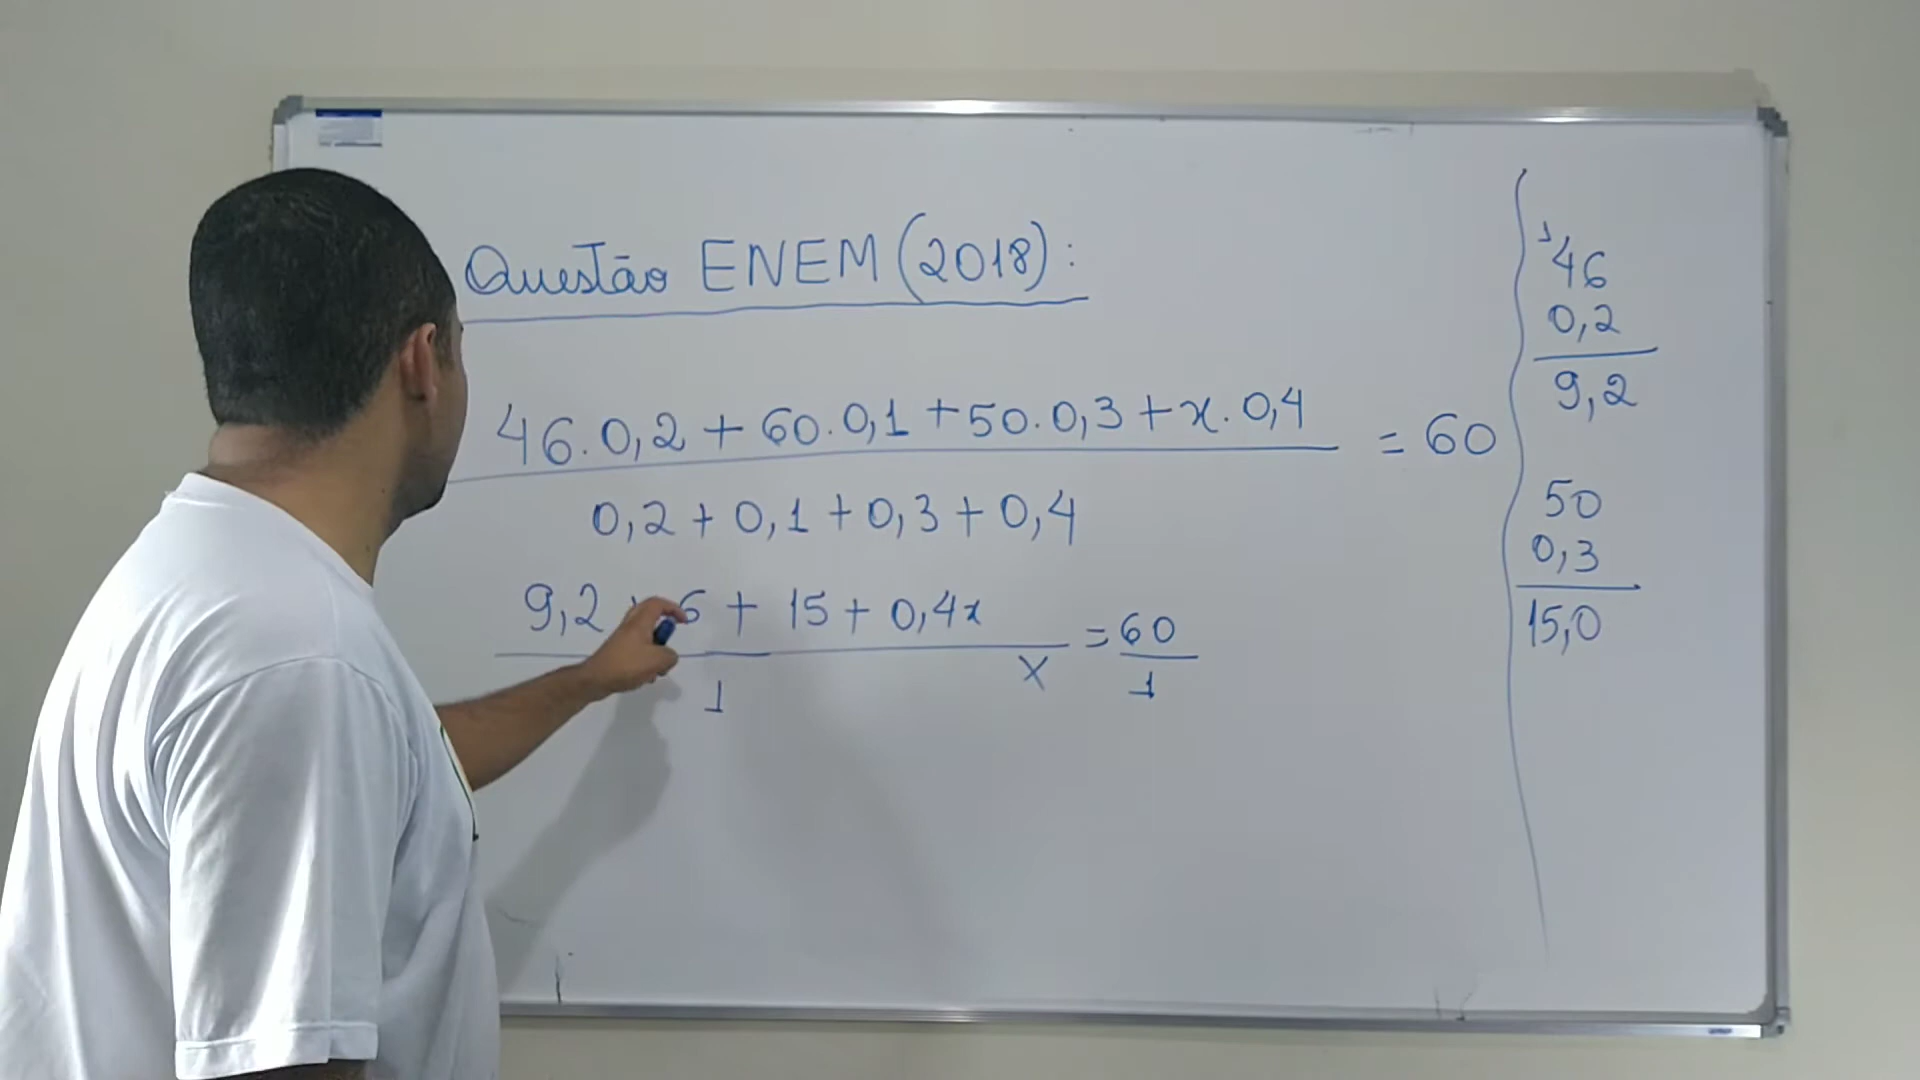 Questão ENEM (2018):
46.0,2 + 60.0,1 + 50.0,3 + x.0,4 = 60
0,2 + 0,1 + 0,3 + 0,4
9,2 + 6 + 15 + 0,4x = 60
1 X 1
1
46
0,2
9,2
50
0,3
15,0